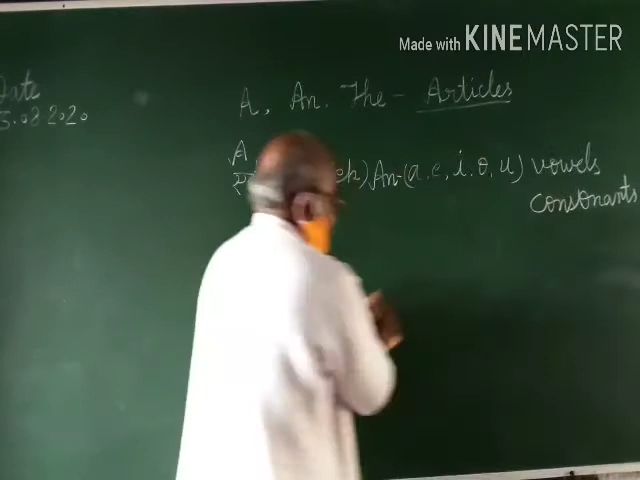 Made with KINEMASTER
Date
5.08.2020
A, An. The - Articles
A An-(a.e, i.o, u) vowels
consonants